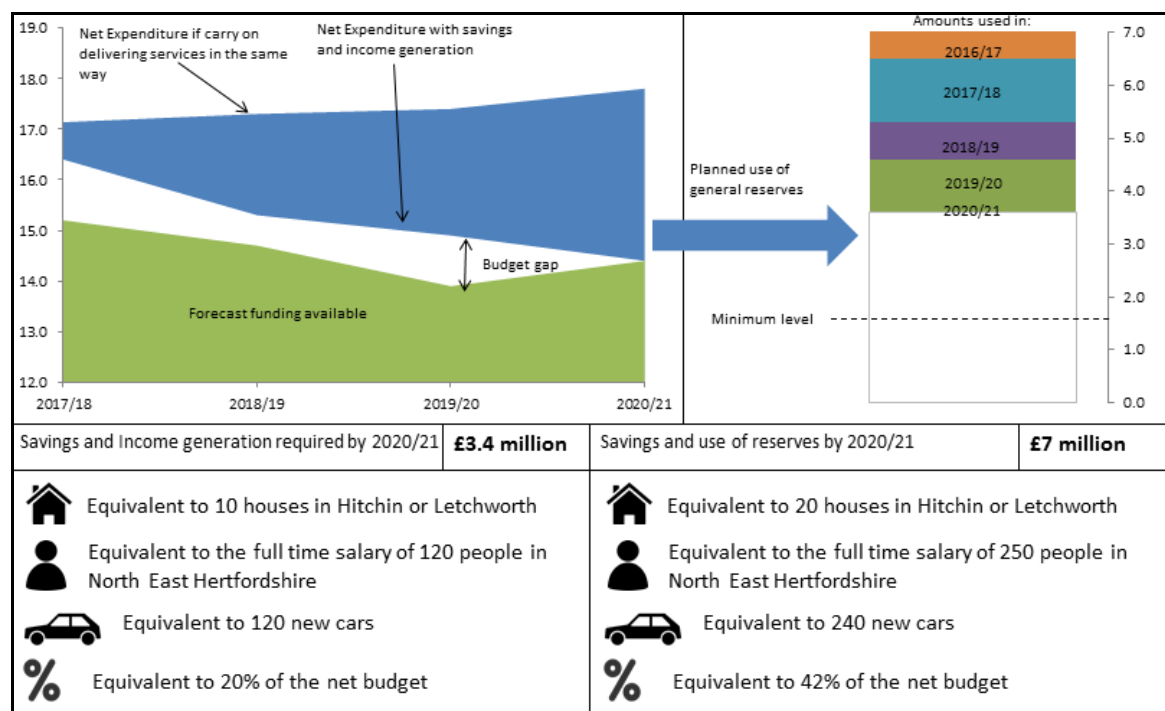 19.0
18.0
17.0
16.0
15.0
14.0
13.0
12.0
Net Expenditure if carry on
delivering services in the same
way
Net Expenditure with savings
and income generation
Budget gap
Forecast funding available
2017/18
2018/19
2019/20
2020/21
Planned use of
general reserves
Minimum level
Amounts used in:
2016/17
2017/18
2018/19
2019/20
2020/21
7.0
6.0
5.0
4.0
3.0
2.0
1.0
0.0
Savings and Income generation required by 2020/21
£3.4 million
Equivalent to 10 houses in Hitchin or Letchworth
Equivalent to the full time salary of 120 people in
North East Hertfordshire
Equivalent to 120 new cars
%
Equivalent to 20% of the net budget
Savings and use of reserves by 2020/21
£7 million
Equivalent to 20 houses in Hitchin or Letchworth
Equivalent to the full time salary of 250 people in
North East Hertfordshire
Equivalent to 240 new cars
%
Equivalent to 42% of the net budget